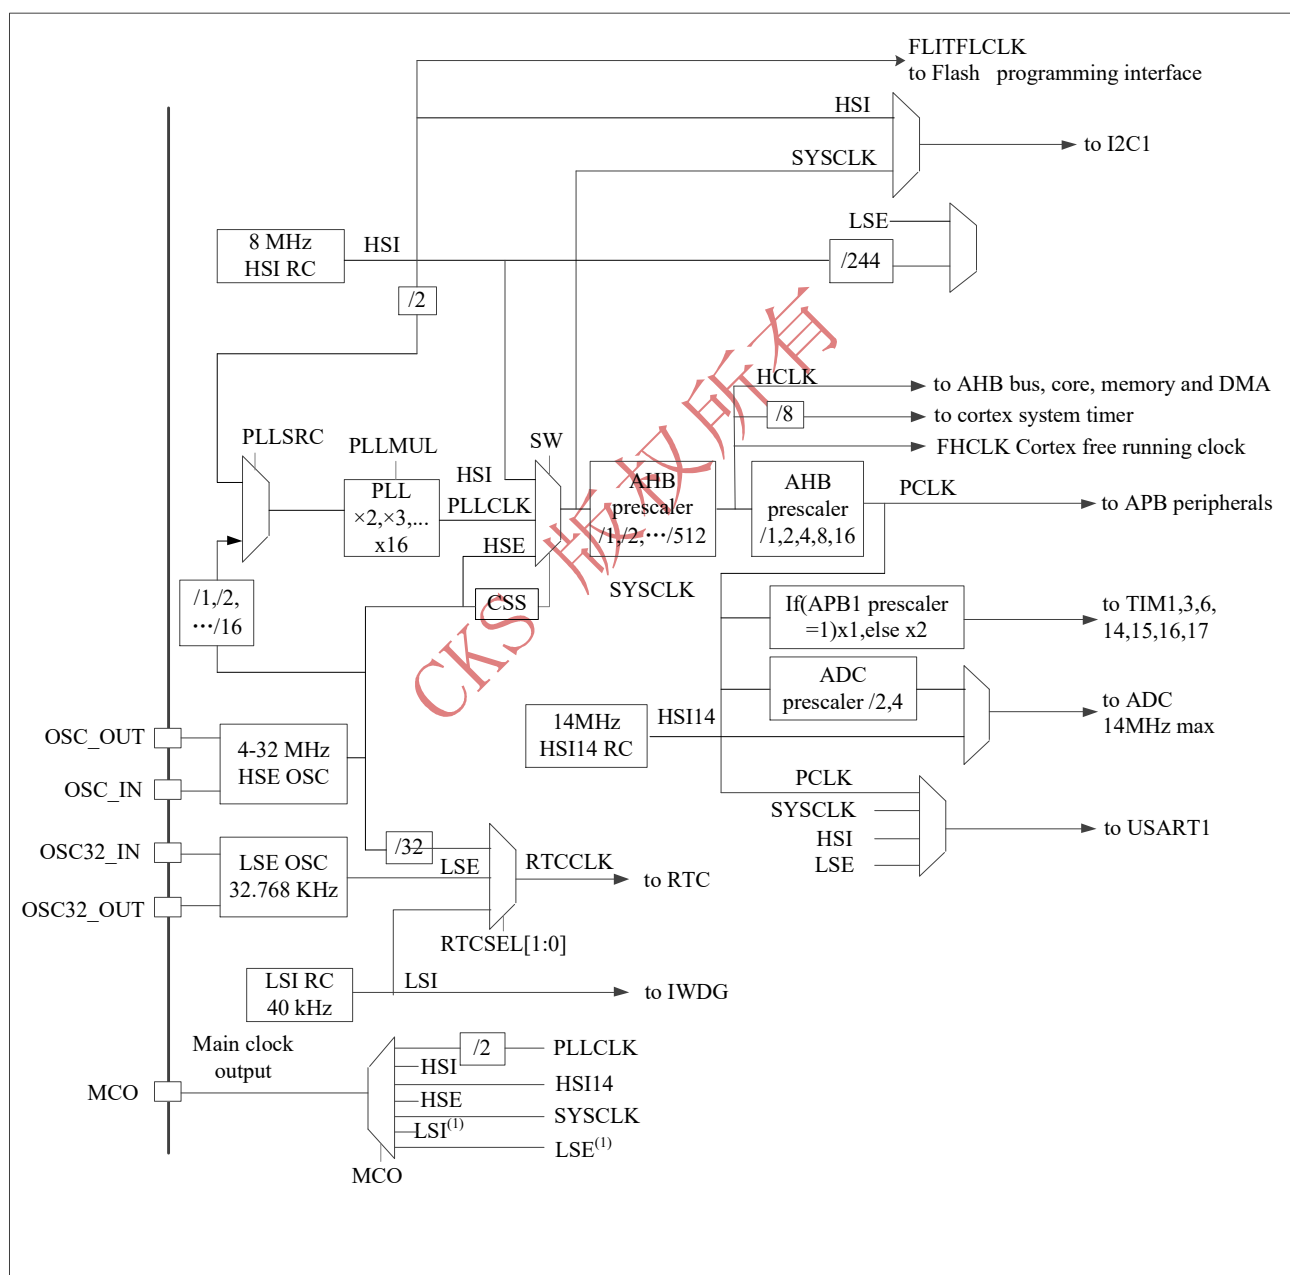 FLITFLCLK
to Flash programming interface
HSI
to I2C1
SYSCLK
LSE
8 MHz
HSI RC
HSI
/244
/2
HCLK
to AHB bus, core, memory and DMA
/8
to cortex system timer
FHCLK Cortex free running clock
PLLSRC
PLLMUL
SW
HSI
PLL
×2,×3,...
x16
PLLCLK
AHB
prescaler
/1,/2,…/512
AHB
prescaler
/1,2,4,8,16
PCLK
to APB peripherals
HSE
CSS
SYSCLK
/1,/2,
…/16
If(APB1 prescaler
=1)x1,else x2
to TIM1,3,6,
14,15,16,17
ADC
prescaler /2,4
to ADC
14MHz max
14MHz
HSI14 RC
HSI14
OSC_OUT
4-32 MHz
HSE OSC
OSC_IN
PCLK
SYSCLK
HSI
LSE
to USART1
OSC32_IN
/32
LSE OSC
32.768 KHz
LSE
RTCCLK
to RTC
OSC32_OUT
RTCSEL[1:0]
LSI RC
40 kHz
LSI
to IWDG
Main clock
output
/2
PLLCLK
HSI
HSI14
MCO
HSE
SYSCLK
LSI(1)
LSE(1)
MCO
CKS 版权所有